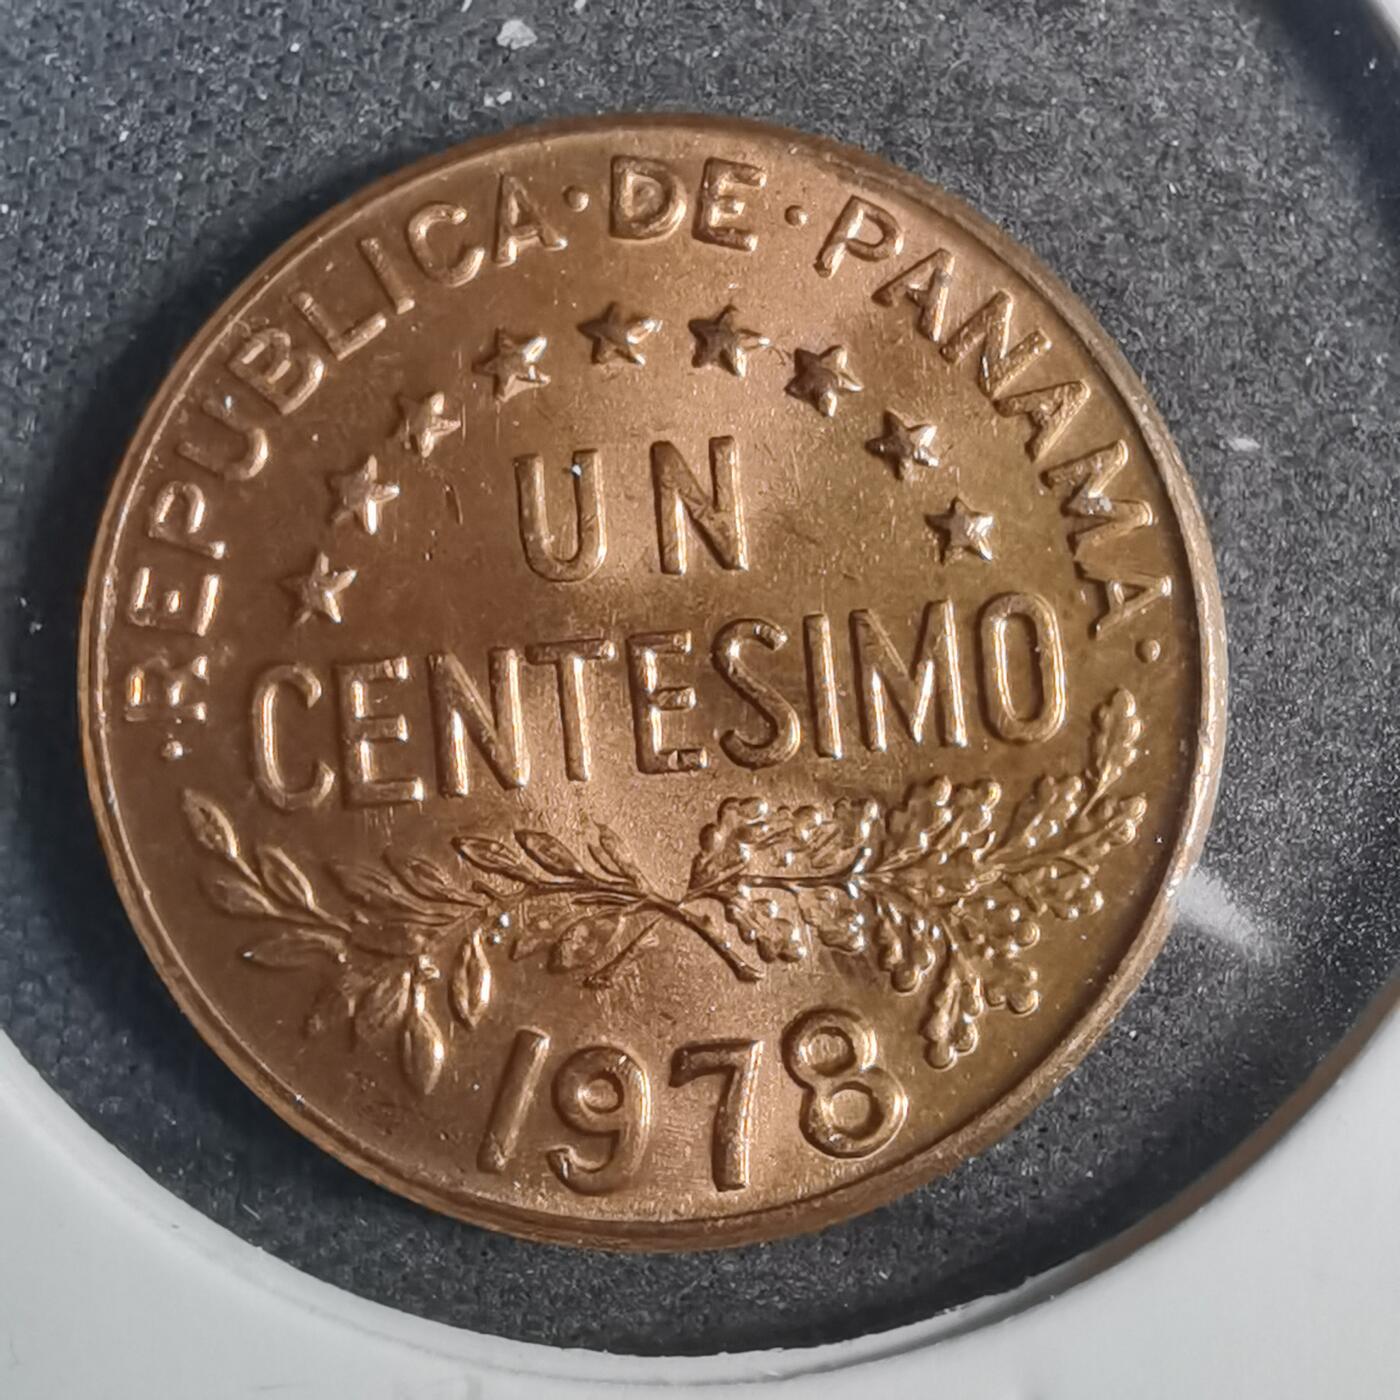 ·REPUBLICA·DE·PANAMA·
UN
CENTESIMO
1978